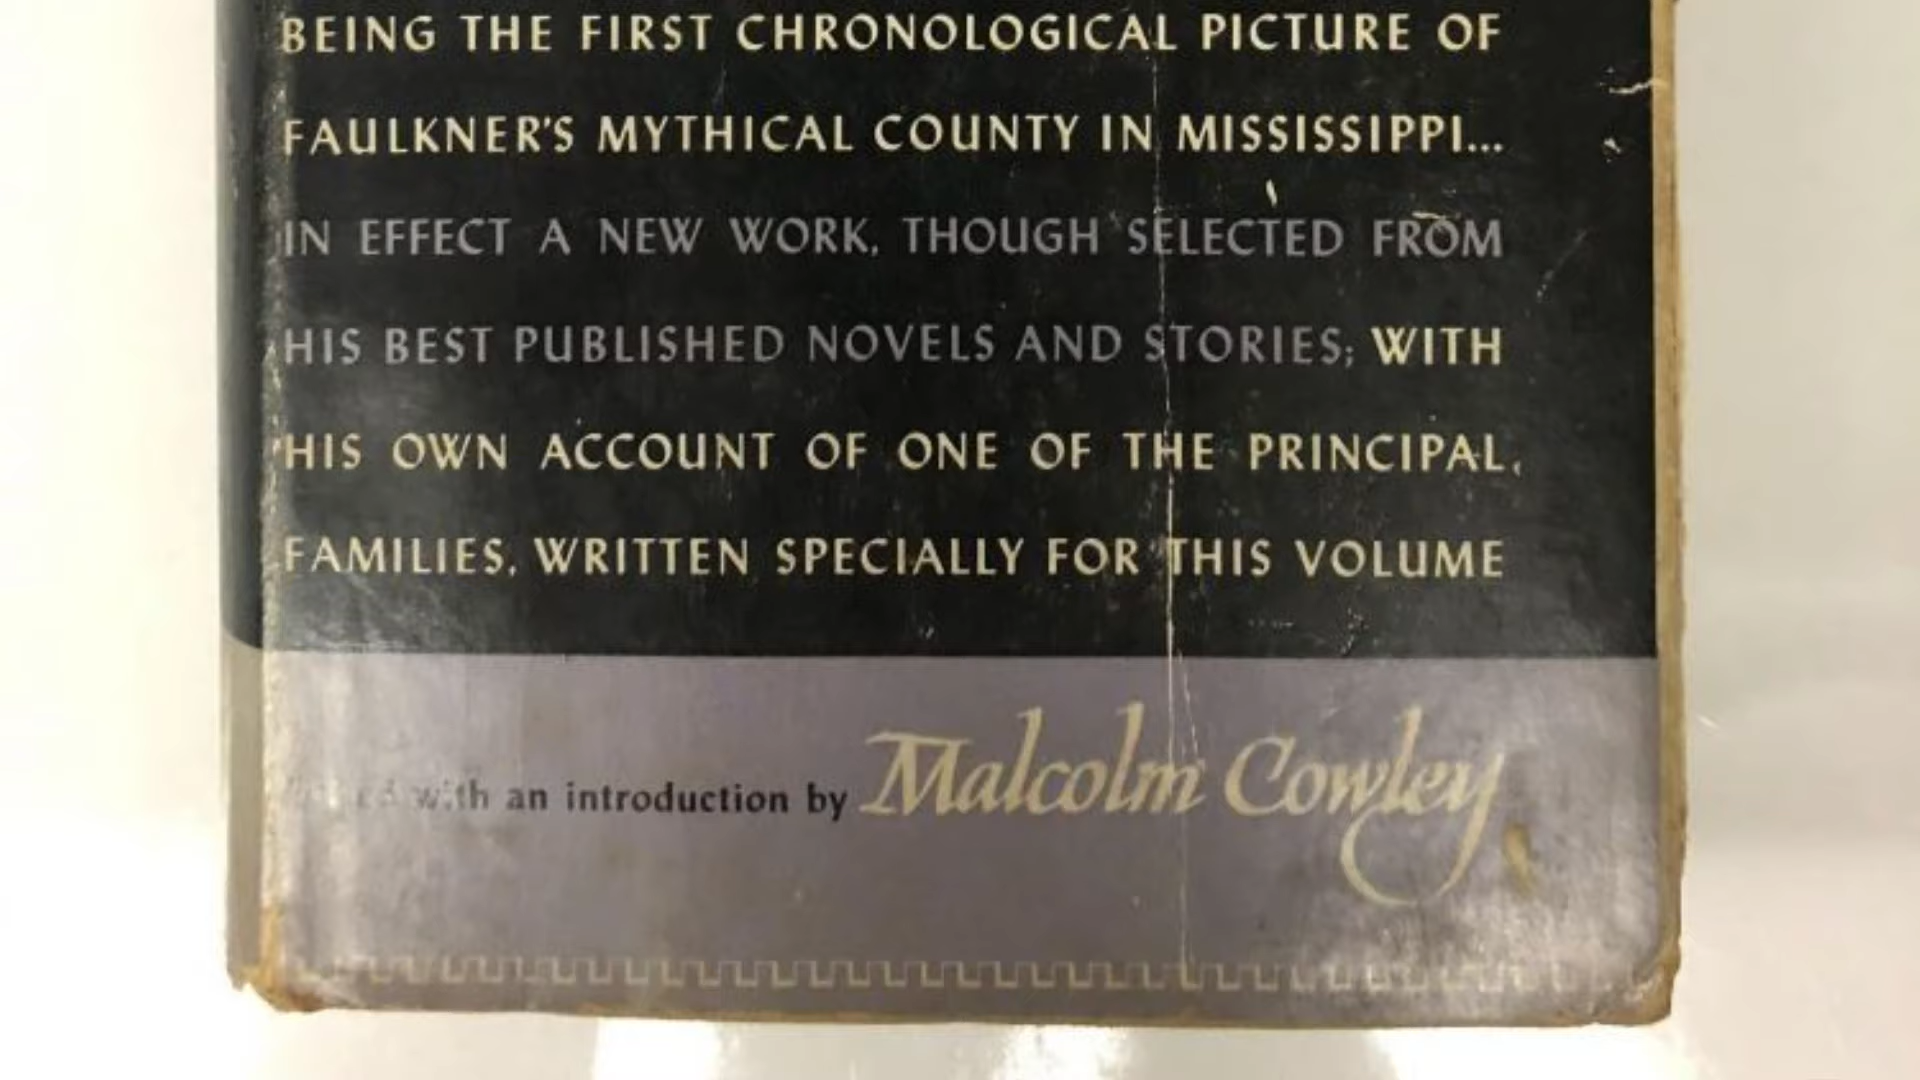 BEING THE FIRST CHRONOLOGICAL PICTURE OF
FAULKNER'S MYTHICAL COUNTY IN MISSISSIPPI...
IN EFFECT A NEW WORK, THOUGH SELECTED FROM
HIS BEST PUBLISHED NOVELS AND STORIES; WITH
HIS OWN ACCOUNT OF ONE OF THE PRINCIPAL,
FAMILIES, WRITTEN SPECIALLY FOR THIS VOLUME
with an introduction by Malcolm Cowley